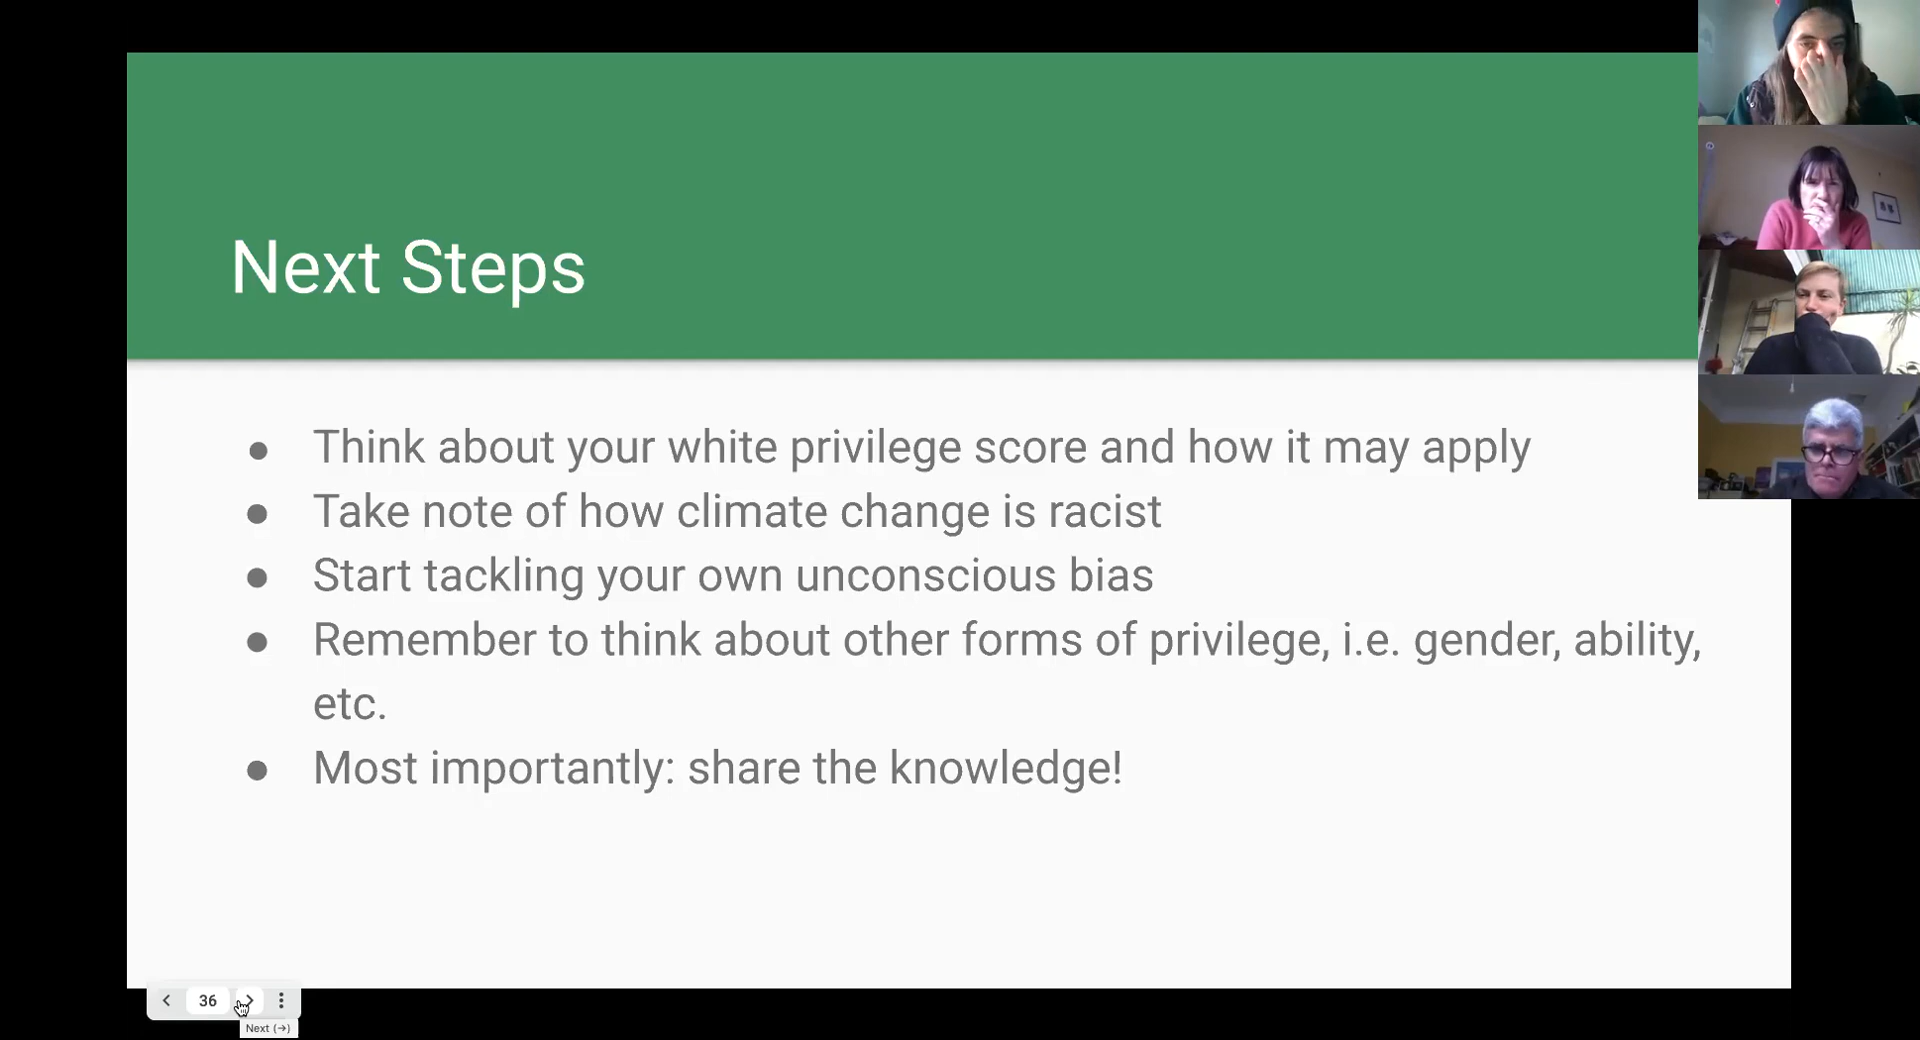 Next Steps
● Think about your white privilege score and how it may apply
● Take note of how climate change is racist
● Start tackling your own unconscious bias
● Remember to think about other forms of privilege, i.e. gender, ability,
etc.
● Most importantly: share the knowledge!
36
Next (→)